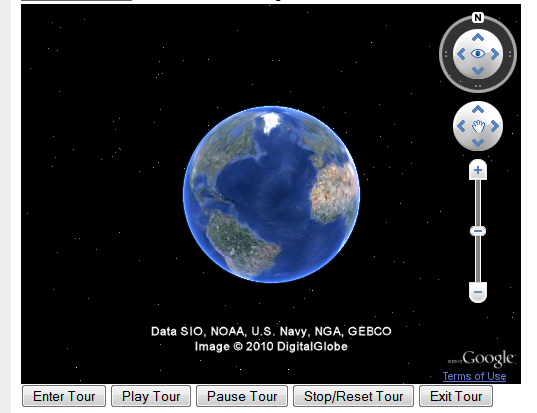 N
Data SIO, NOAA, U.S. Navy, NGA, GEBCO
Image © 2010 DigitalGlobe
©2010 Google
Terms of Use
Enter Tour Play Tour Pause Tour Stop/Reset Tour Exit Tour